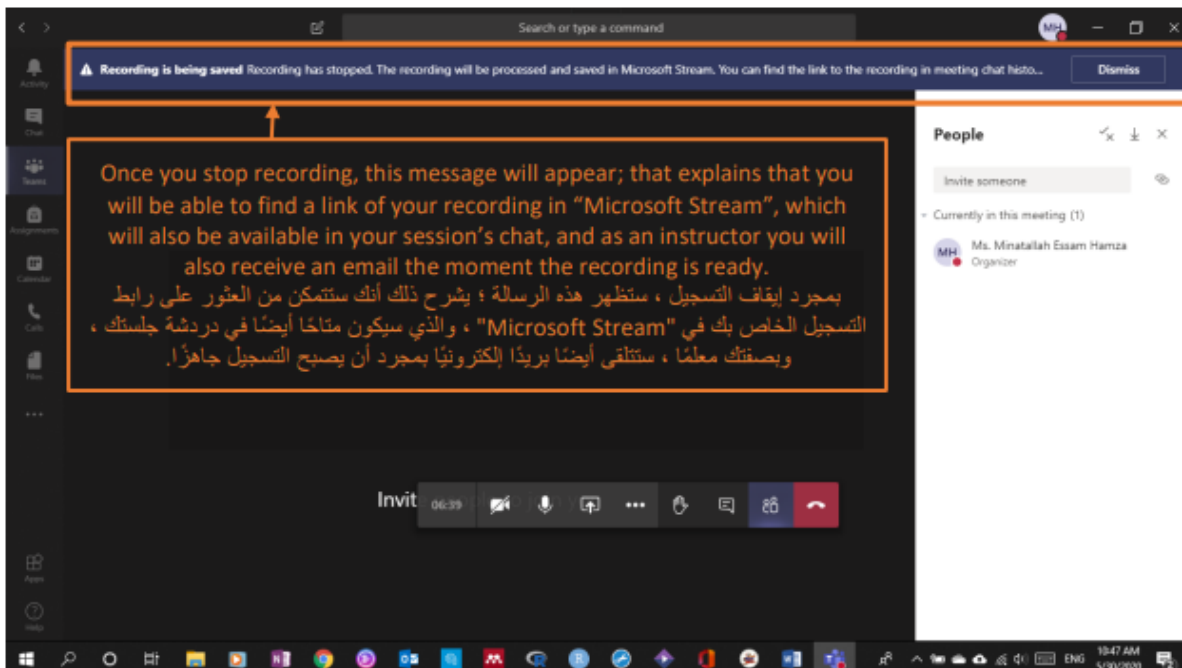 Search or type a command
MH
Recording is being saved Recording has stopped. The recording will be processed and saved in Microsoft Stream. You can find the link to the recording in meeting chat histo...
Dismiss
Activity
Chat
Teams
Assignments
Calendar
Calls
Files
Apps
Help
Once you stop recording, this message will appear; that explains that you
will be able to find a link of your recording in “Microsoft Stream”, which
will also be available in your session’s chat, and as an instructor you will
also receive an email the moment the recording is ready.
بمجرد إيقاف التسجيل ، ستظهر هذه الرسالة ؛ يشرح ذلك أنك ستتمكن من العثور على رابط
التسجيل الخاص بك في "Microsoft Stream" ، والذي سيكون متاحًا أيضًا في دردشة جلستك ،
وبصفتك معلمًا ، ستتلقى أيضًا بريدًا إلكترونيًا بمجرد أن يصبح التسجيل جاهزًا.
People
Invite someone
Currently in this meeting (1)
MH
Ms. Minatallah Essam Hamza
Organizer
Invit
06:39
ENG
10:47 AM
5/30/2020